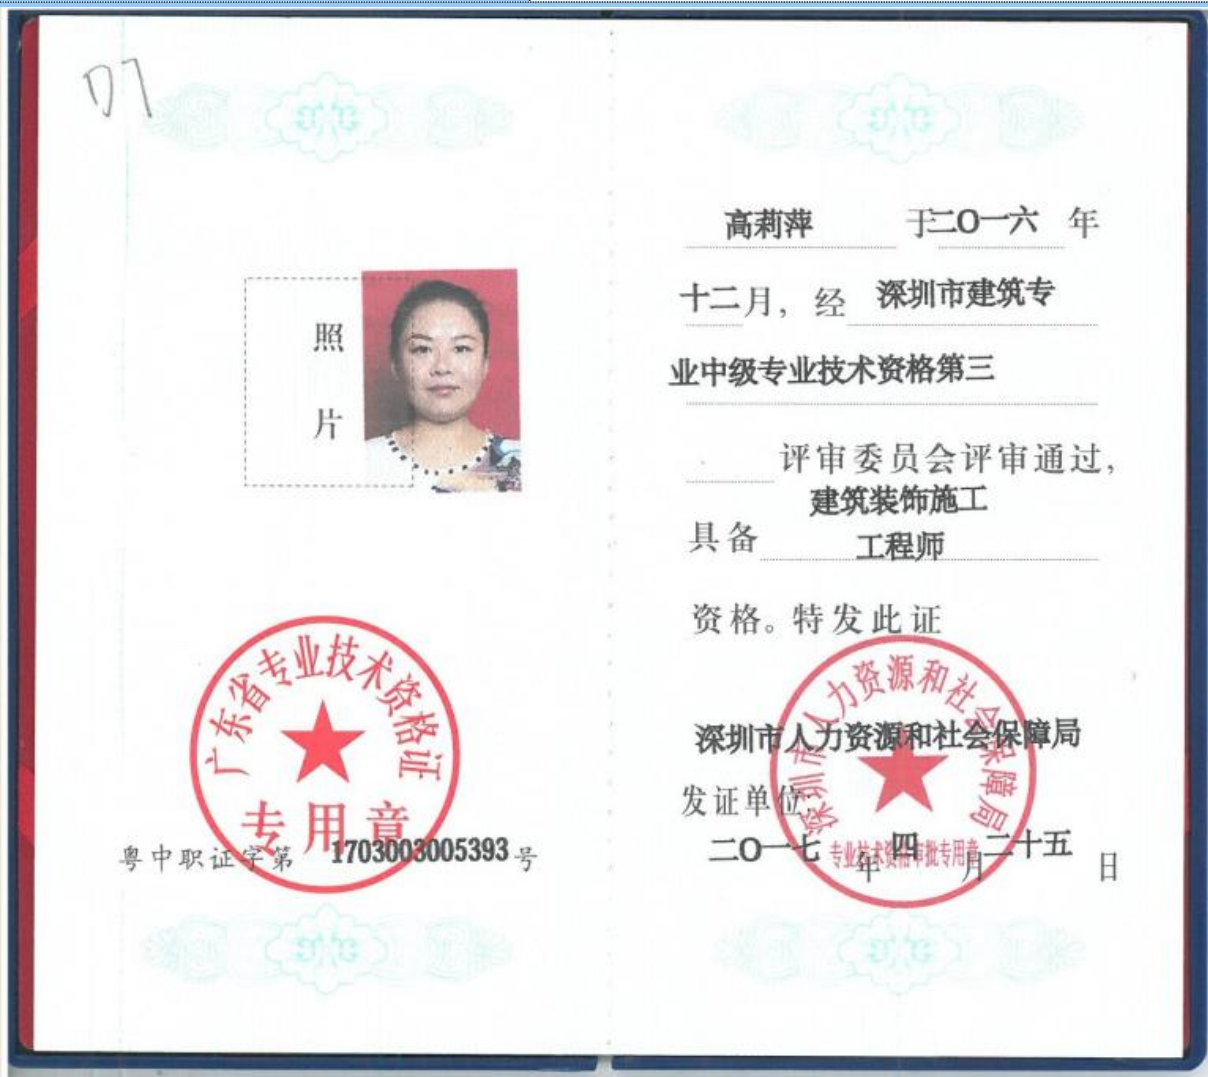 07
照
片
广东省专业技术资格证
专用章
粤中职证字第 1703003005393 号
高莉萍 于二〇一六 年
十二月，经 深圳市建筑专
业中级专业技术资格第三
评审委员会评审通过，
建筑装饰施工
具备 工程师
资格。特发此证
深圳市人力资源和社会保障局
深圳市人力资源和社会保障局
发证单位：
专业技术资格审批专用章
二〇一七 年 四 月 二十五 日